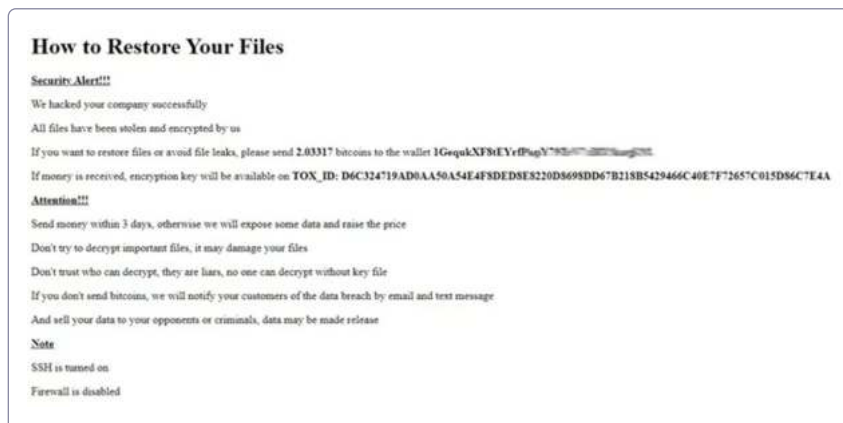 How to Restore Your Files
Security Alert!!!
We hacked your company successfully
All files have been stolen and encrypted by us
If you want to restore files or avoid file leaks, please send 2.03317 bitcoins to the wallet
If money is received, encryption key will be available on TOX_ID: D6C324719AD0AA50A54E4F8DED8E8220D8698DD67B218B5429466C40E7F72657C015D86C7E4A
Attention!!!
Send money within 3 days, otherwise we will expose some data and raise the price
Don't try to decrypt important files, it may damage your files
Don't trust who can decrypt, they are liars, no one can decrypt without key file
If you don't send bitcoins, we will notify your customers of the data breach by email and text message
And sell your data to your opponents or criminals, data may be made release
Note
SSH is turned on
Firewall is disabled